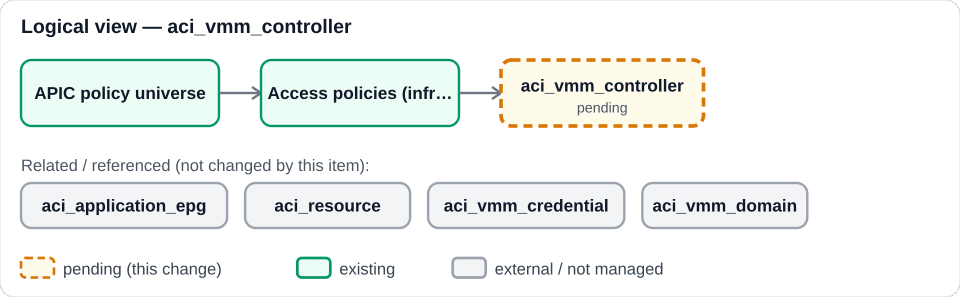 Logical view — aci_vmm_controller
APIC policy universe
Access policies (infr…
aci_vmm_controller
pending
Related / referenced (not changed by this item):
aci_application_epg
aci_resource
aci_vmm_credential
aci_vmm_domain
pending (this change)
existing
external / not managed